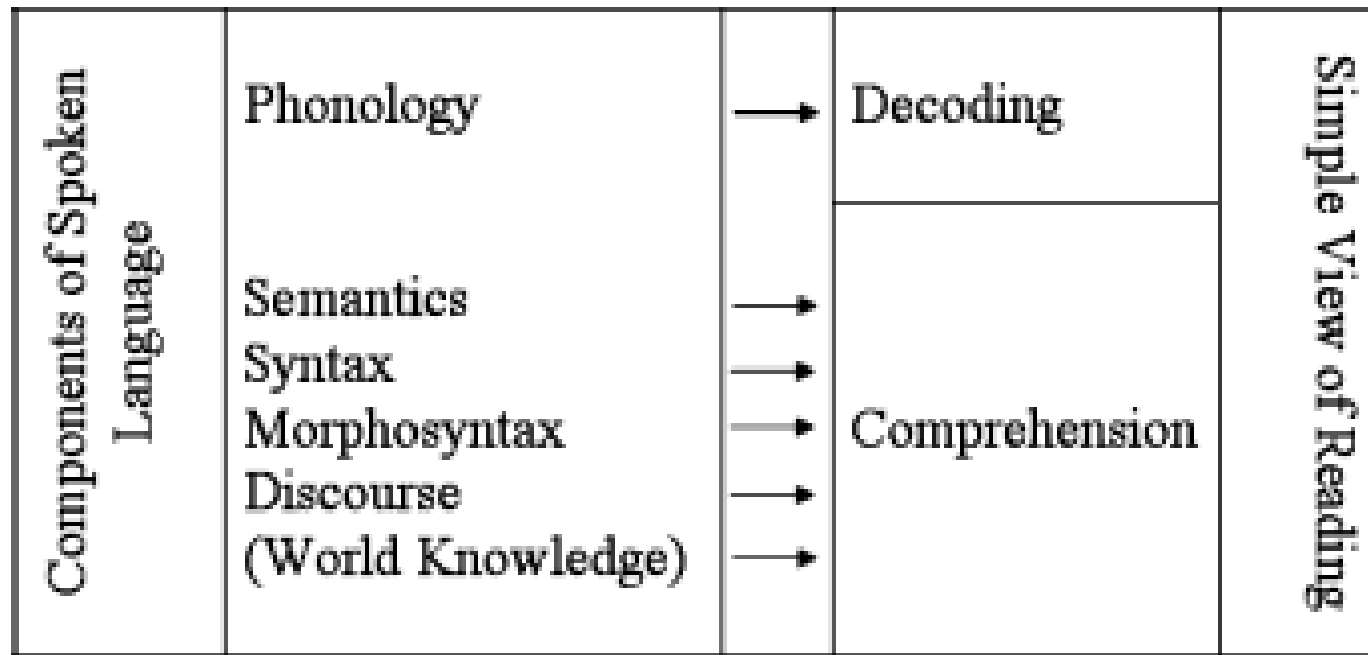 Components of Spoken
Language
Phonology
Semantics
Syntax
Morphosyntax
Discourse
(World Knowledge)
Decoding
Comprehension
Simple View of Reading